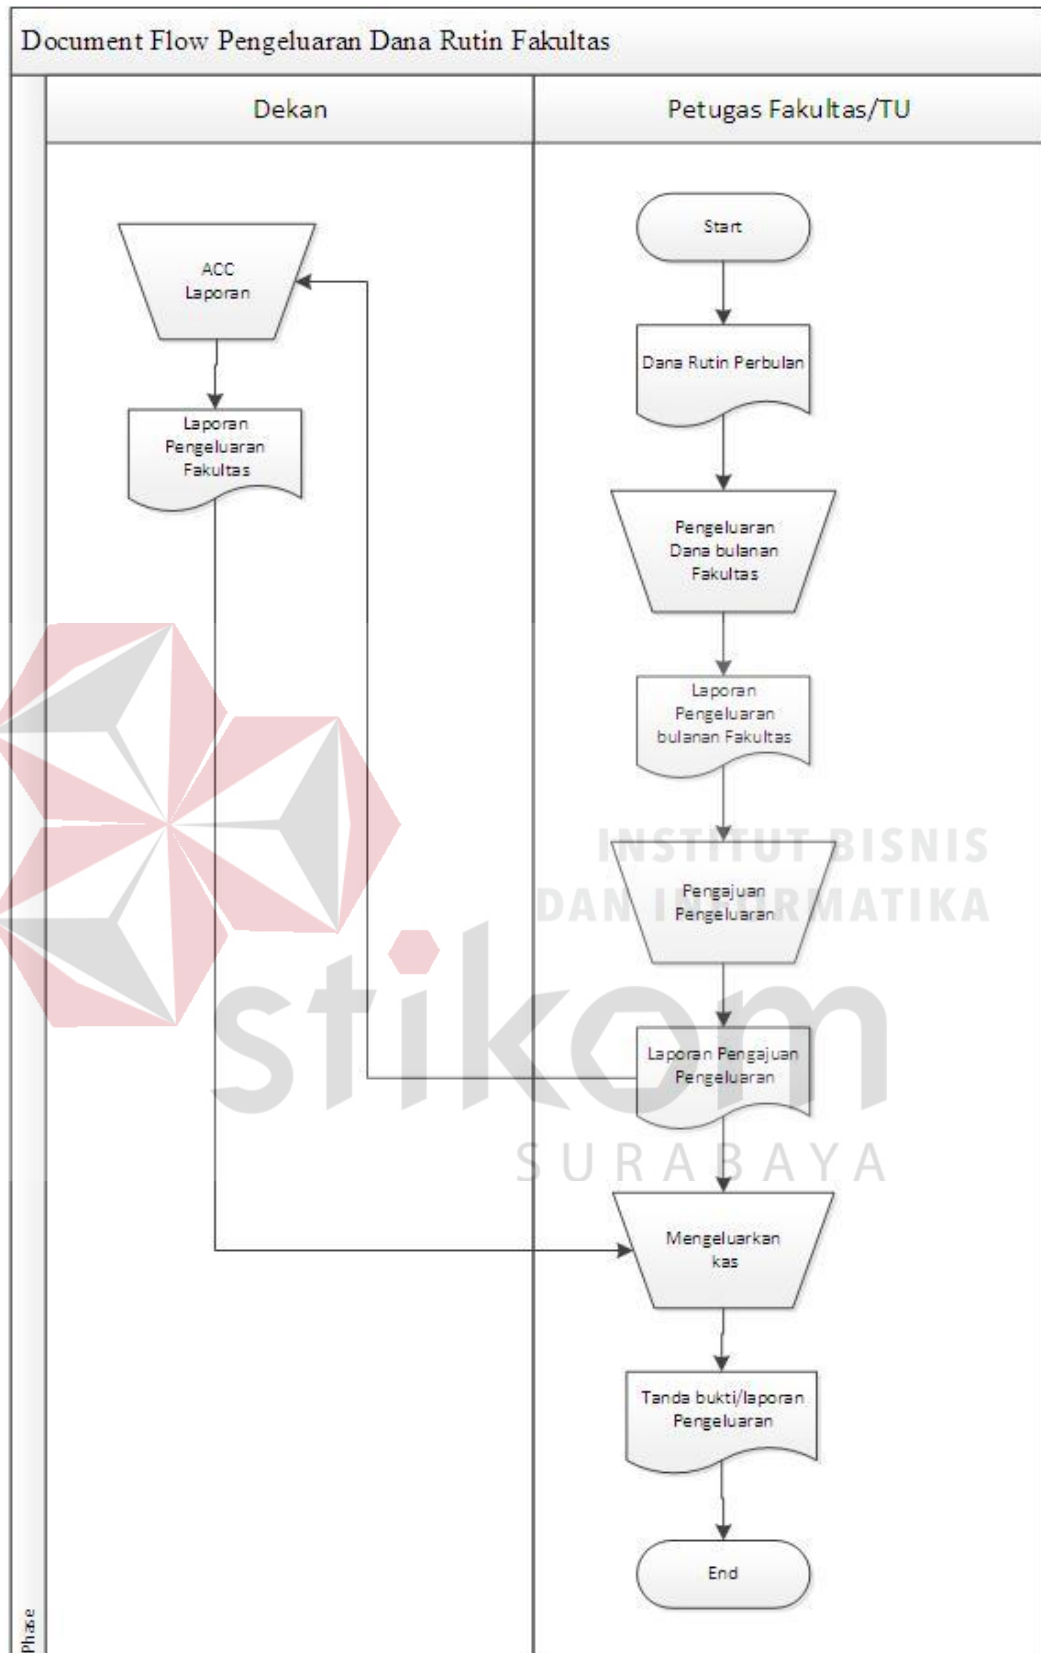 Document Flow Pengeluaran Dana Rutin Fakultas
Dekan
Petugas Fakultas/TU
ACC
Laporan
Laporan
Pengeluaran
Fakultas
Start
Dana Rutin Perbulan
Pengeluaran
Dana bulanan
Fakultas
Laporan
Pengeluaran
bulanan Fakultas
Pengajuan
Pengeluaran
Laporan Pengajuan
Pengeluaran
Mengeluarkan
kas
Tanda bukti/laporan
Pengeluaran
End
Phase
INSTITUT BISNIS
DAN INFORMATIKA
stikom
SURABAYA